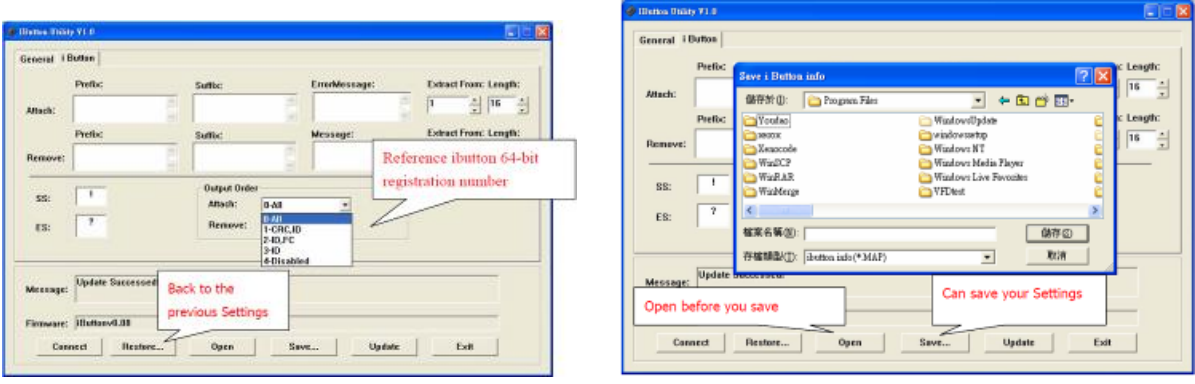 iButton Utility V1.0
General i Button
Prefix: Suffix: ErrorMessage: Extract From: Length:
Attach: 1 16
Prefix: Suffix: Message: Extract From: Length:
Remove:
Reference ibutton 64-bit
registration number
SS: !
ES: ?
Output Order
Attach: 0-All
Remove:
0-All
1-CRC,ID
2-ID,FC
3-ID
4-Disabled
Message: Update Successed
Back to the
previous Settings
Firmware: iButtonv0.00
Connect Restore... Open Save... Update Exit
iButton Utility V1.0
General i Button
Prefix: Length:
Attach: 16
Prefix: Length:
Remove: 16
SS: !
ES: ?
Save i Button info
儲存於(I): Program Files
Youdao
xerox
Xenocode
WinSCP
WinRAR
WinMerge
WindowsUpdate
windowssetup
Windows NT
Windows Media Player
Windows Live Favorites
VFDtest
檔案名稱(N): 儲存(S)
存檔類型(T): ibutton info(*.MAP) 取消
Message: Update Successed!
Open before you save
Can save your Settings
Connect Restore... Open Save... Update Exit